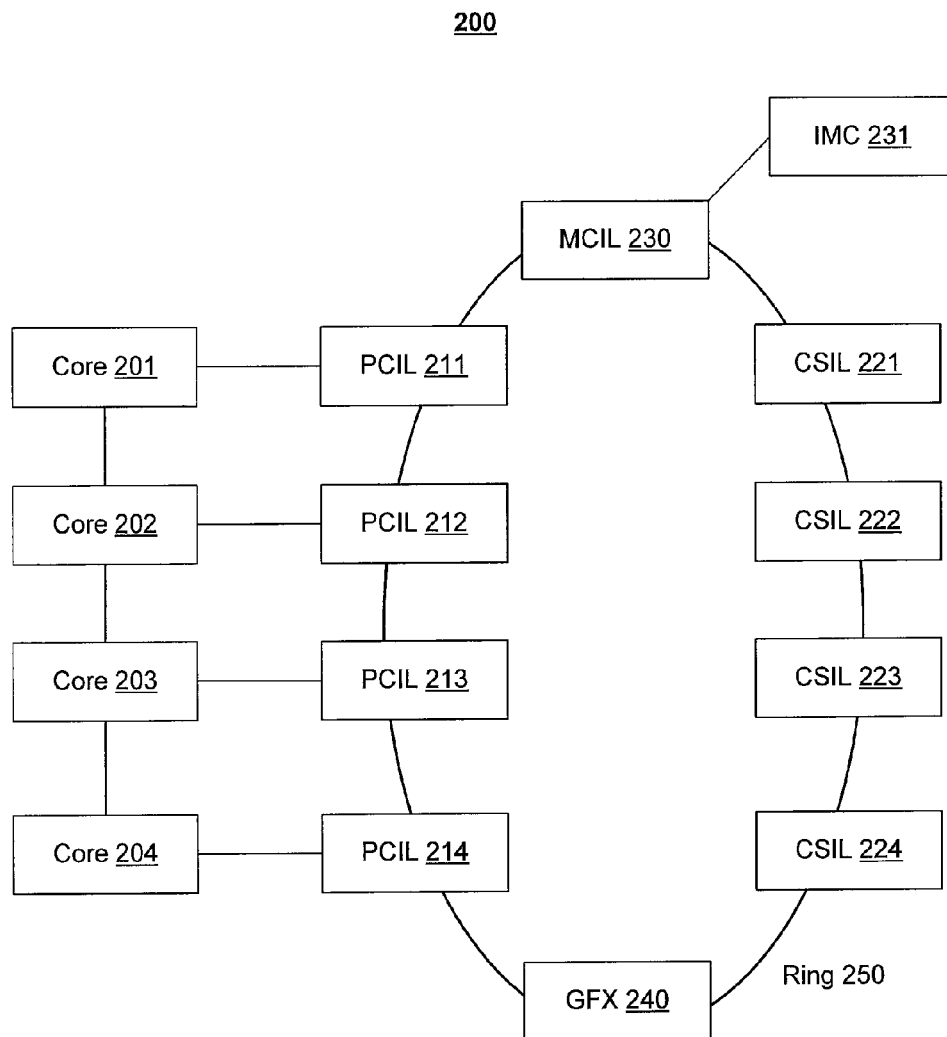 200
IMC 231
MCIL 230
Core 201
PCIL 211
CSIL 221
Core 202
PCIL 212
CSIL 222
Core 203
PCIL 213
CSIL 223
Core 204
PCIL 214
CSIL 224
Ring 250
GFX 240